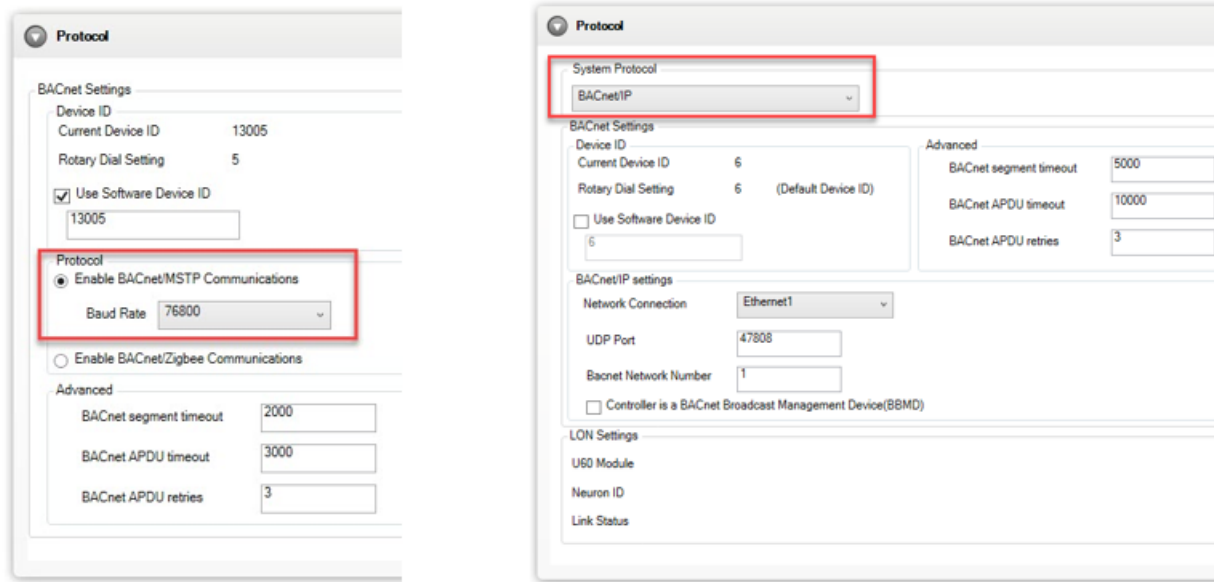 Protocol
BACnet Settings
Device ID
Current Device ID 13005
Rotary Dial Setting 5
Use Software Device ID
13005
Protocol
Enable BACnet/MSTP Communications
Baud Rate 76800
Enable BACnet/Zigbee Communications
Advanced
BACnet segment timeout 2000
BACnet APDU timeout 3000
BACnet APDU retries 3
Protocol
System Protocol
BACnet/IP
BACnet Settings
Device ID
Current Device ID 6
Rotary Dial Setting 6 (Default Device ID)
Use Software Device ID
6
Advanced
BACnet segment timeout 5000
BACnet APDU timeout 10000
BACnet APDU retries 3
BACnet/IP settings
Network Connection Ethernet1
UDP Port 47808
Bacnet Network Number 1
Controller is a BACnet Broadcast Management Device(BBMD)
LON Settings
U60 Module
Neuron ID
Link Status